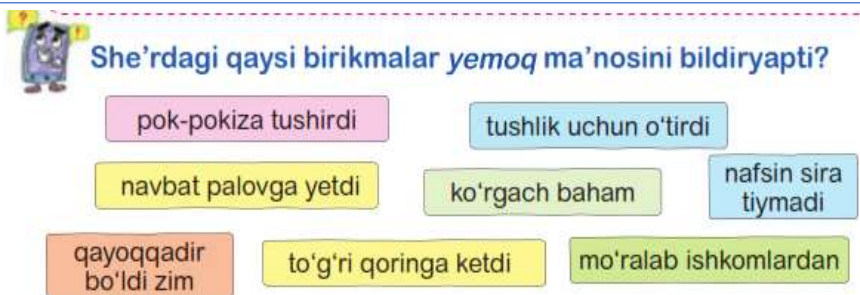 She'rdagi qaysi birikmalar yemoq ma'nosini bildiryapti?
pok-pokiza tushirdi
tushlik uchun o‘tirdi
navbat palovga yetdi
ko‘rgach baham
nafsin sira
tiymadi
qayoqqadir
bo‘ldi zim
to‘g‘ri qoringa ketdi
mo‘ralab ishkomlardan